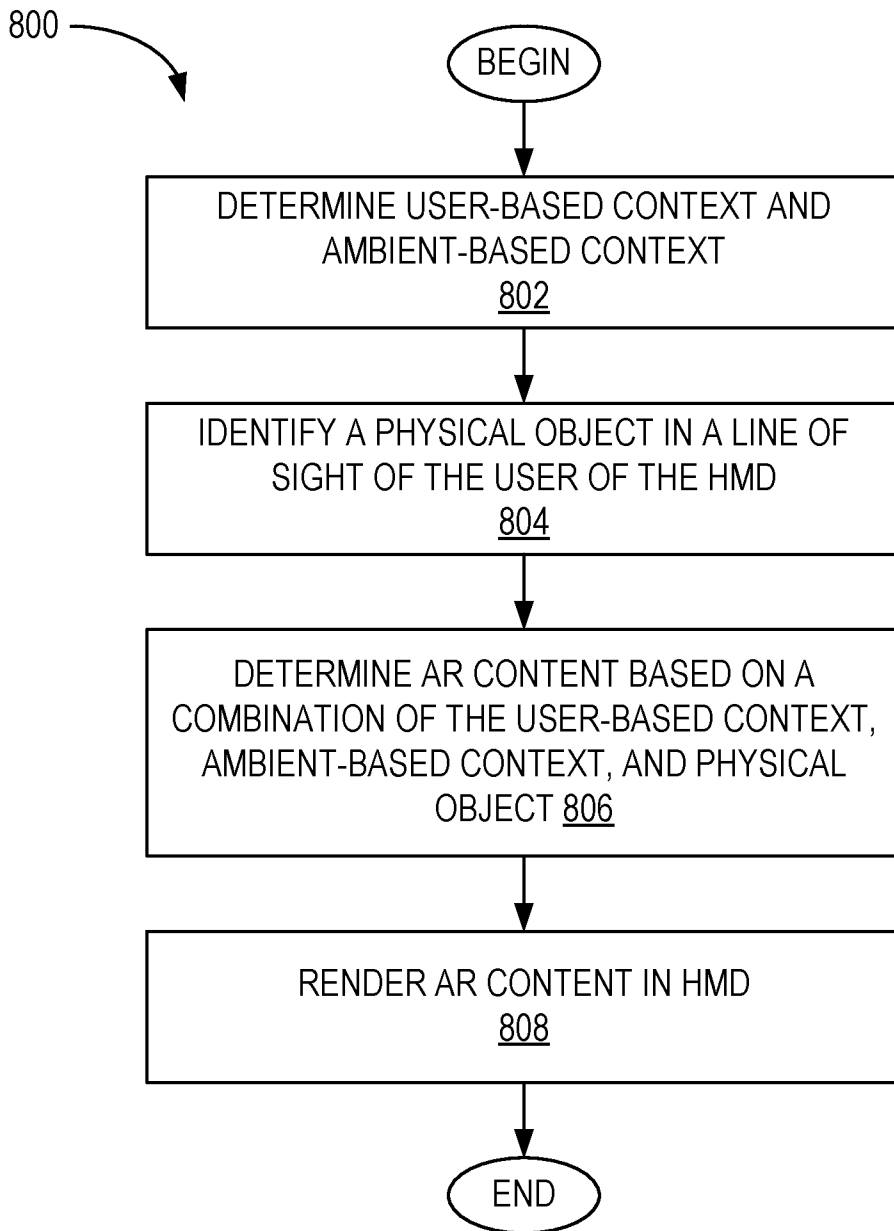 800
BEGIN
DETERMINE USER-BASED CONTEXT AND
AMBIENT-BASED CONTEXT
802
IDENTIFY A PHYSICAL OBJECT IN A LINE OF
SIGHT OF THE USER OF THE HMD
804
DETERMINE AR CONTENT BASED ON A
COMBINATION OF THE USER-BASED CONTEXT,
AMBIENT-BASED CONTEXT, AND PHYSICAL
OBJECT 806
RENDER AR CONTENT IN HMD
808
END